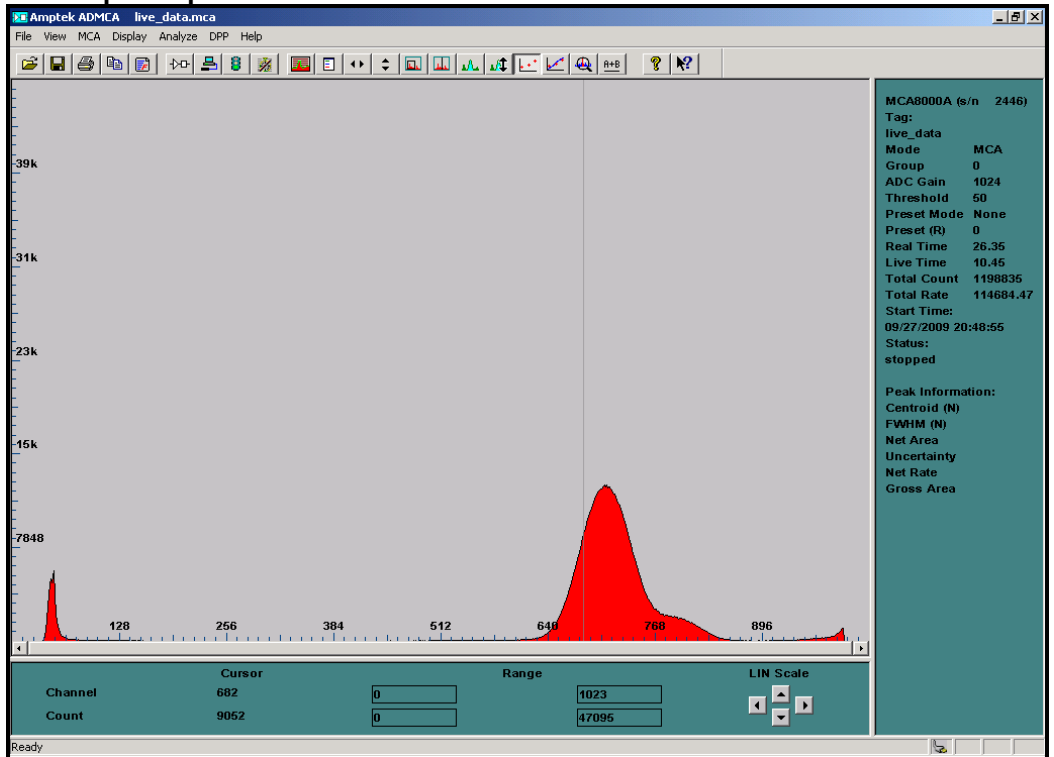 Amptek ADMCA live_data.mca
File View MCA Display Analyze DPP Help
A+B
MCA8000A (s/n 2446)
Tag:
live_data
Mode MCA
Group 0
ADC Gain 1024
Threshold 50
Preset Mode None
Preset (R) 0
Real Time 26.35
Live Time 10.45
Total Count 1198835
Total Rate 114684.47
Start Time:
09/27/2009 20:48:55
Status:
stopped
Peak Information:
Centroid (N)
FWHM (N)
Net Area
Uncertainty
Net Rate
Gross Area
39k
31k
23k
15k
7848
128 256 384 512 640 768 896
Cursor Range LIN Scale
Channel 682 0 1023
Count 9052 0 47095
Ready